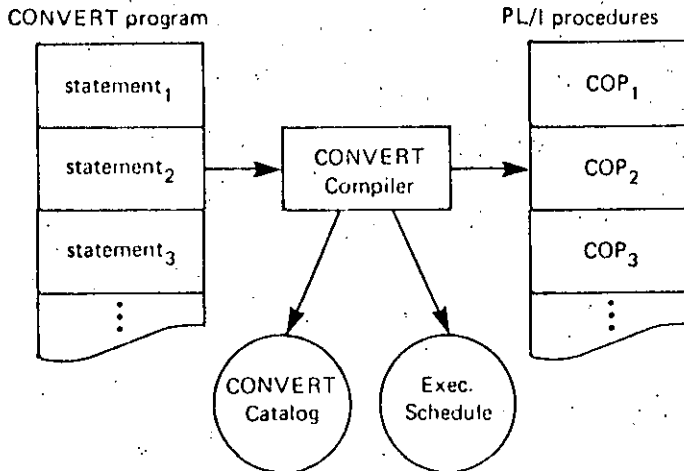 CONVERT program
PL/I procedures
statement1
statement2
statement3
CONVERT
Compiler
COP1
COP2
COP3
CONVERT
Catalog
Exec.
Schedule